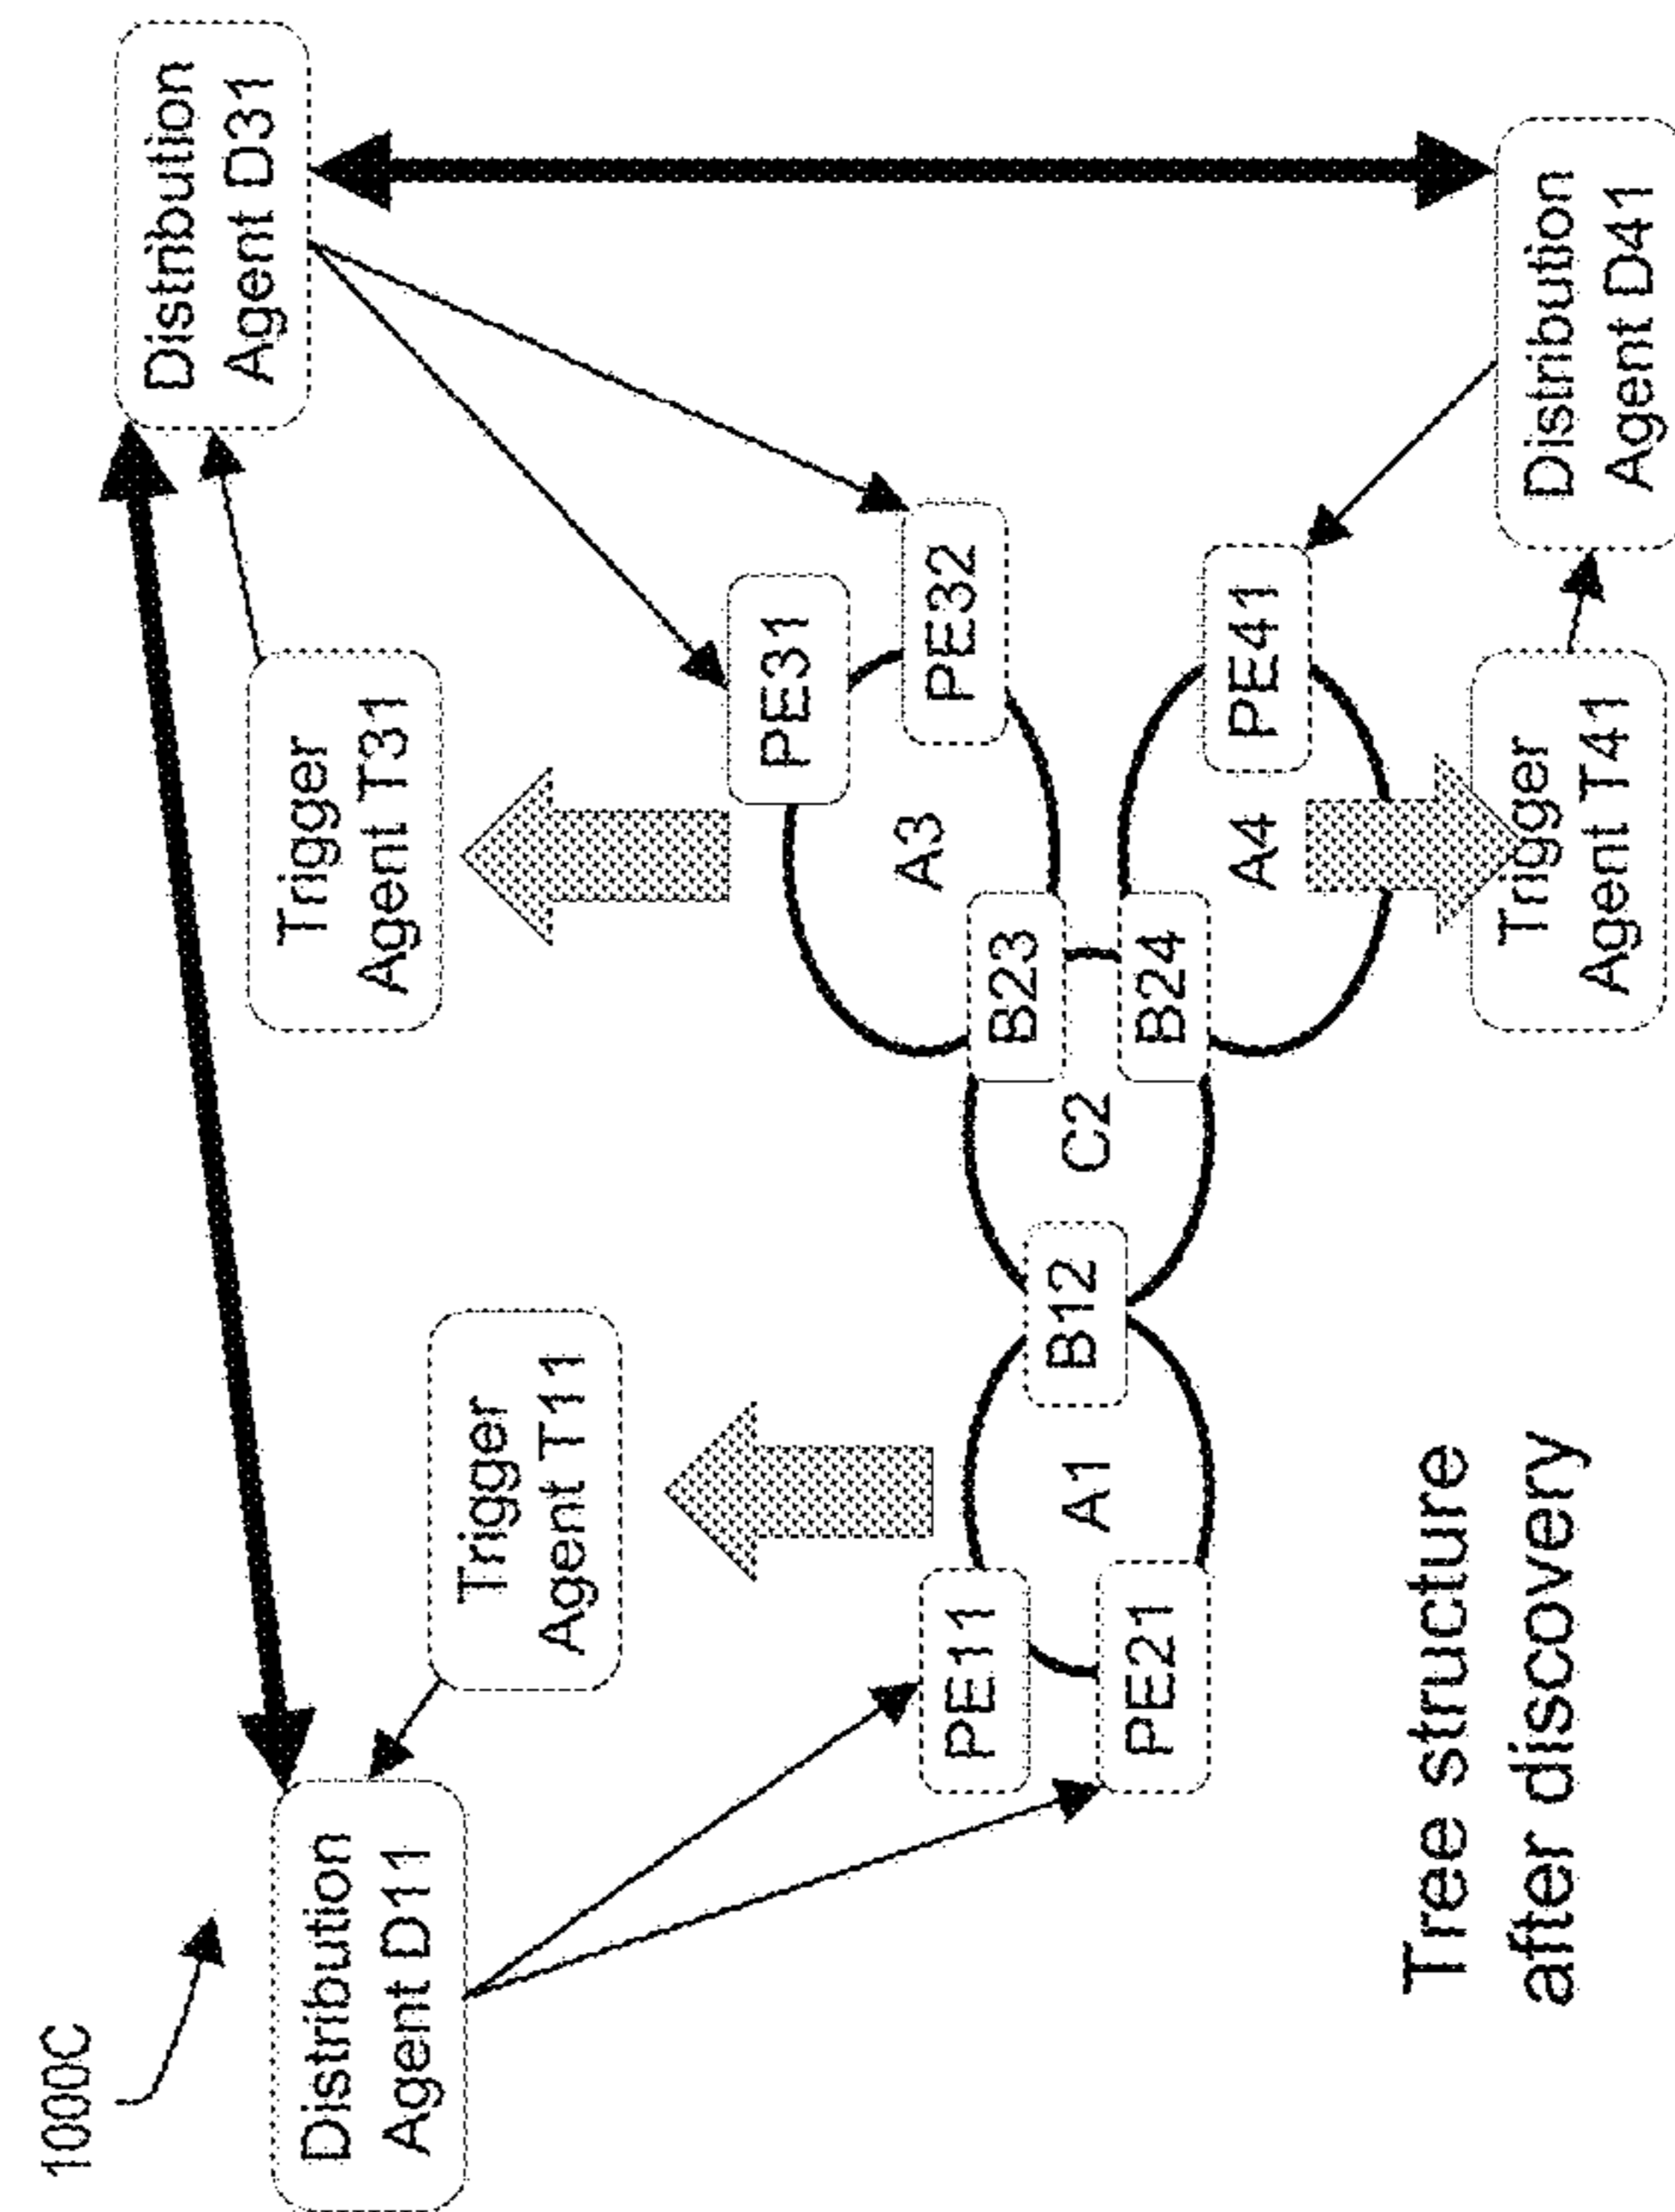 1000C
Distribution
Agent D11
Trigger
Agent T11
Trigger
Agent T31
Distribution
Agent D31
PE11
PE21
A1
B12
C2
B23
B24
A3
A4
PE31
PE32
PE41
Trigger
Agent T41
Distribution
Agent D41
Tree structure
after discovery